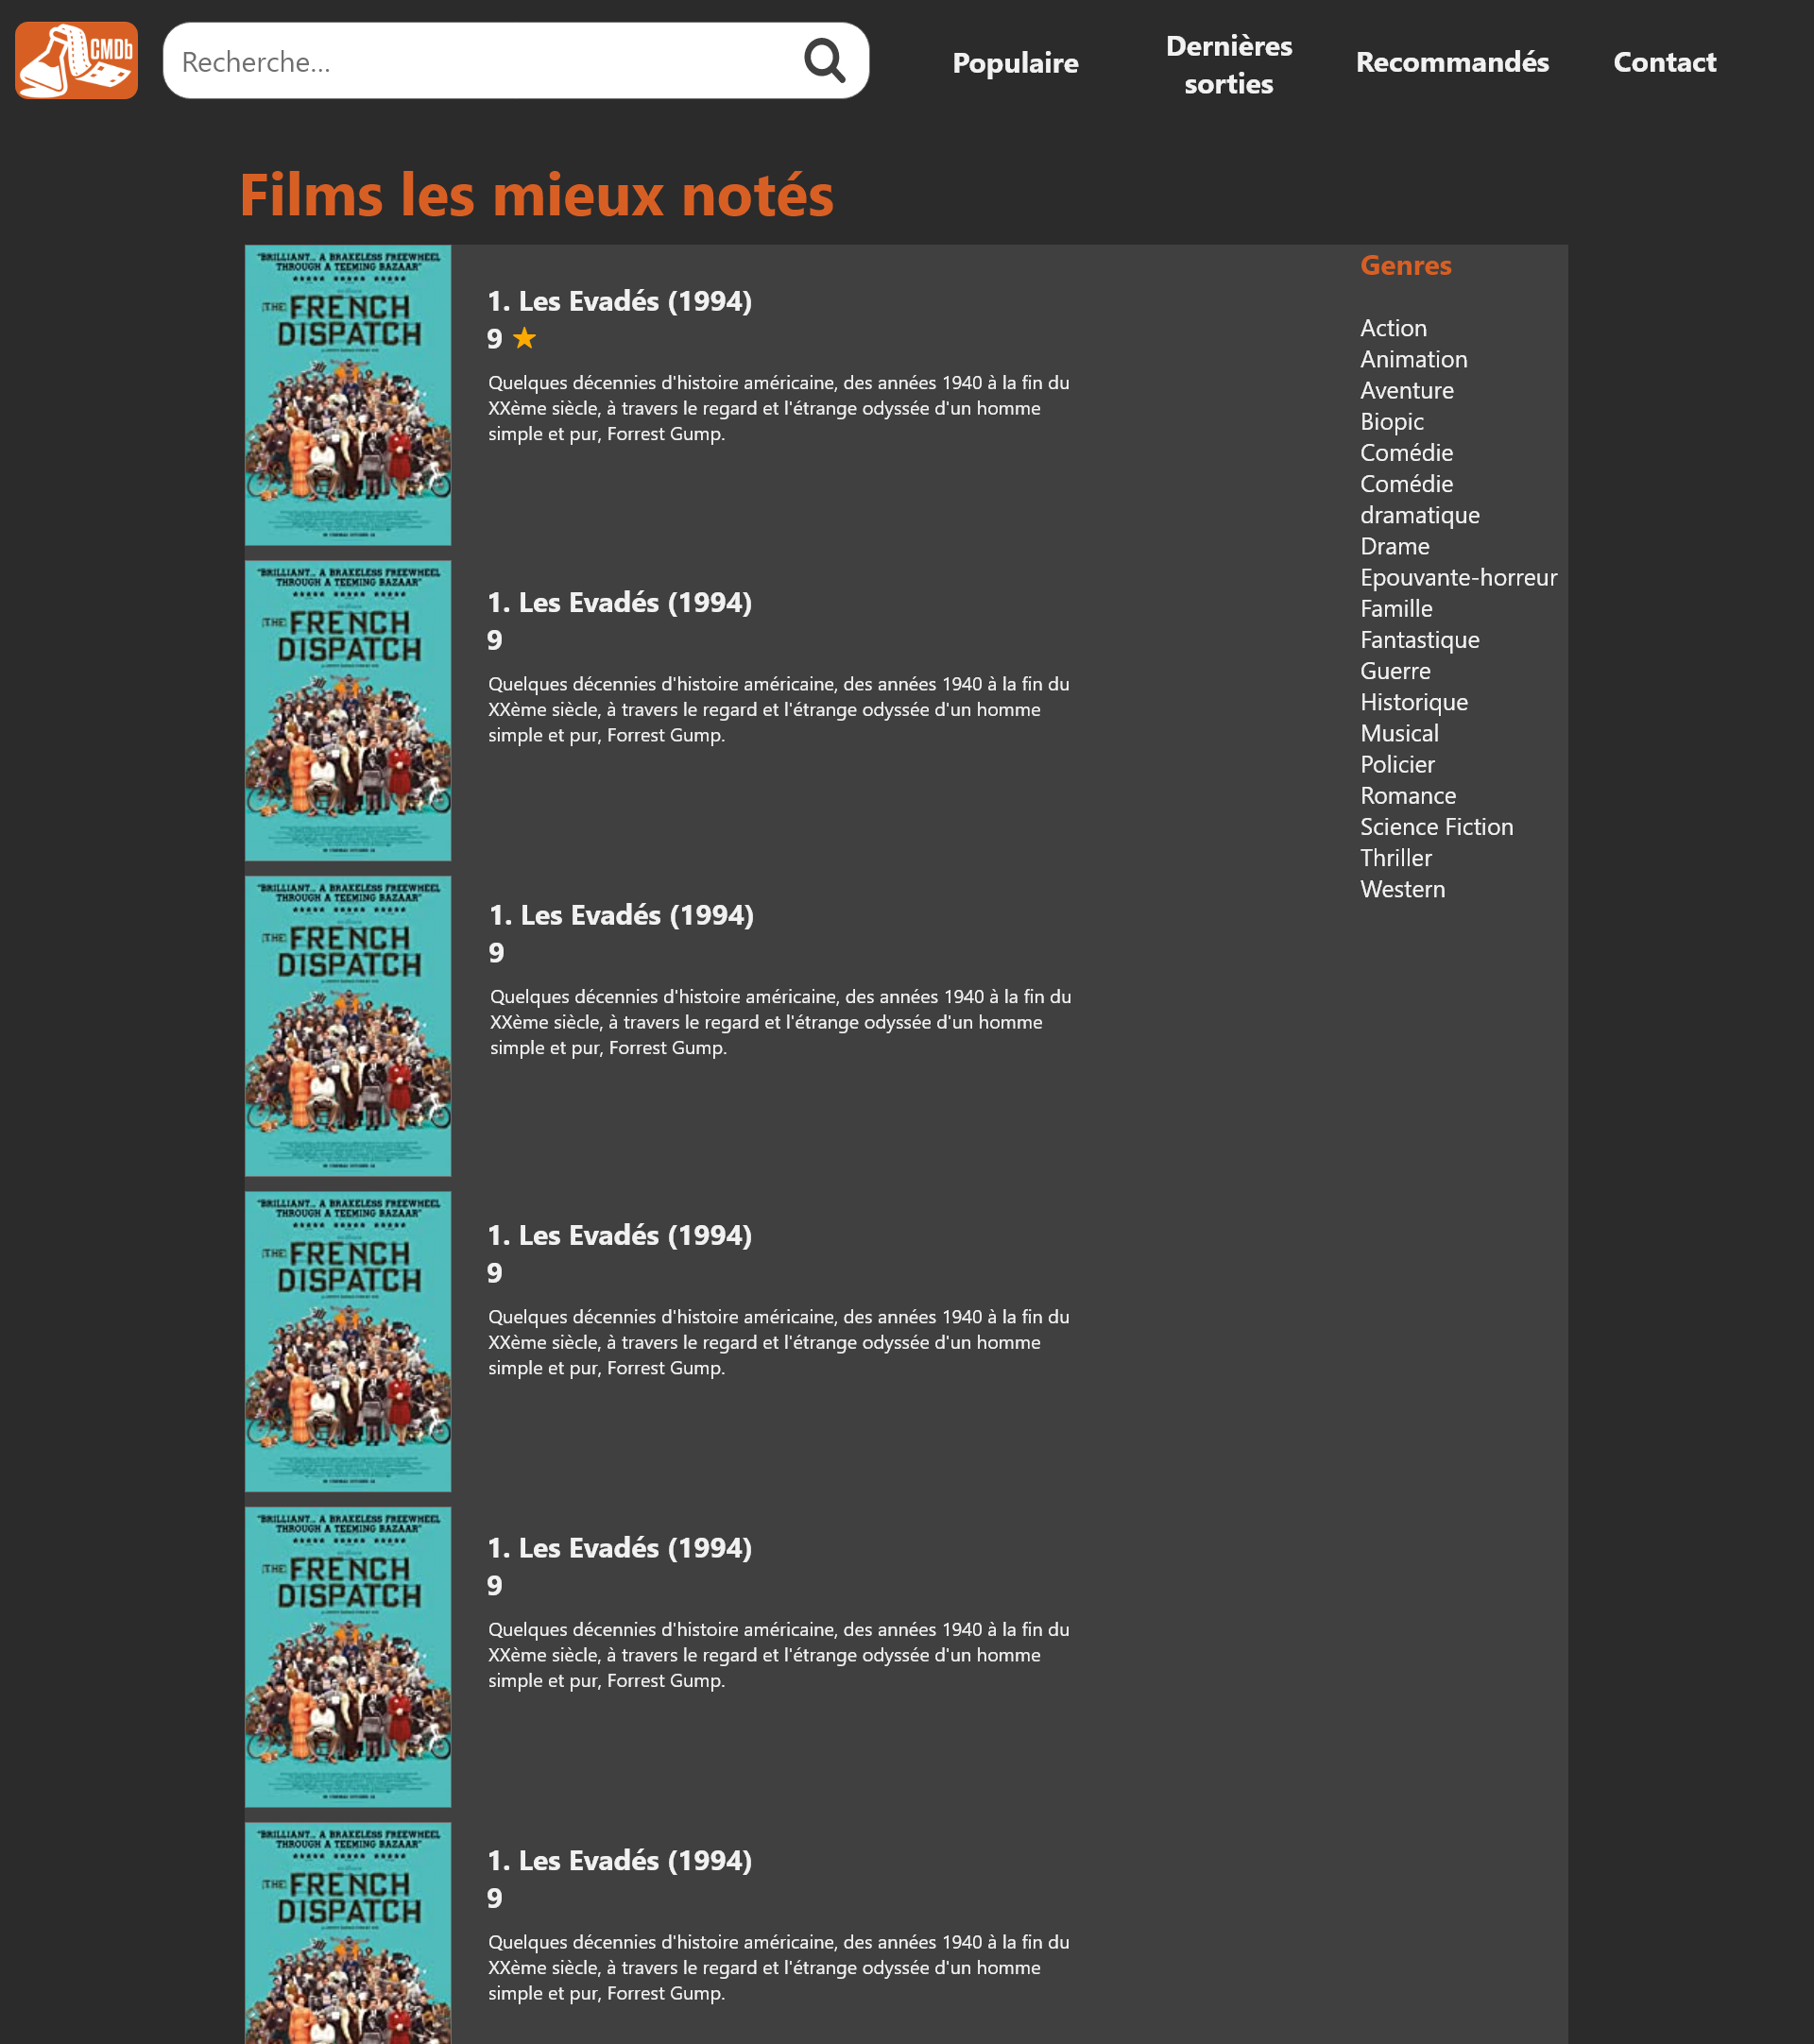 CMDb
Recherche...
Populaire
Dernières
sorties
Recommandés
Contact
Films les mieux notés
"BRILLIANT... A BRAKELESS FREEWHEEL
THROUGH A TEEMING BAZAAR"
THE FRENCH
DISPATCH
1. Les Evadés (1994)
9
Quelques décennies d'histoire américaine, des années 1940 à la fin du
XXème siècle, à travers le regard et l'étrange odyssée d'un homme
simple et pur, Forrest Gump.
"BRILLIANT... A BRAKELESS FREEWHEEL
THROUGH A TEEMING BAZAAR"
THE FRENCH
DISPATCH
1. Les Evadés (1994)
9
Quelques décennies d'histoire américaine, des années 1940 à la fin du
XXème siècle, à travers le regard et l'étrange odyssée d'un homme
simple et pur, Forrest Gump.
"BRILLIANT... A BRAKELESS FREEWHEEL
THROUGH A TEEMING BAZAAR"
THE FRENCH
DISPATCH
1. Les Evadés (1994)
9
Quelques décennies d'histoire américaine, des années 1940 à la fin du
XXème siècle, à travers le regard et l'étrange odyssée d'un homme
simple et pur, Forrest Gump.
"BRILLIANT... A BRAKELESS FREEWHEEL
THROUGH A TEEMING BAZAAR"
THE FRENCH
DISPATCH
1. Les Evadés (1994)
9
Quelques décennies d'histoire américaine, des années 1940 à la fin du
XXème siècle, à travers le regard et l'étrange odyssée d'un homme
simple et pur, Forrest Gump.
"BRILLIANT... A BRAKELESS FREEWHEEL
THROUGH A TEEMING BAZAAR"
THE FRENCH
DISPATCH
1. Les Evadés (1994)
9
Quelques décennies d'histoire américaine, des années 1940 à la fin du
XXème siècle, à travers le regard et l'étrange odyssée d'un homme
simple et pur, Forrest Gump.
"BRILLIANT... A BRAKELESS FREEWHEEL
THROUGH A TEEMING BAZAAR"
THE FRENCH
DISPATCH
1. Les Evadés (1994)
9
Quelques décennies d'histoire américaine, des années 1940 à la fin du
XXème siècle, à travers le regard et l'étrange odyssée d'un homme
simple et pur, Forrest Gump.
Genres
Action
Animation
Aventure
Biopic
Comédie
Comédie
dramatique
Drame
Epouvante-horreur
Famille
Fantastique
Guerre
Historique
Musical
Policier
Romance
Science Fiction
Thriller
Western